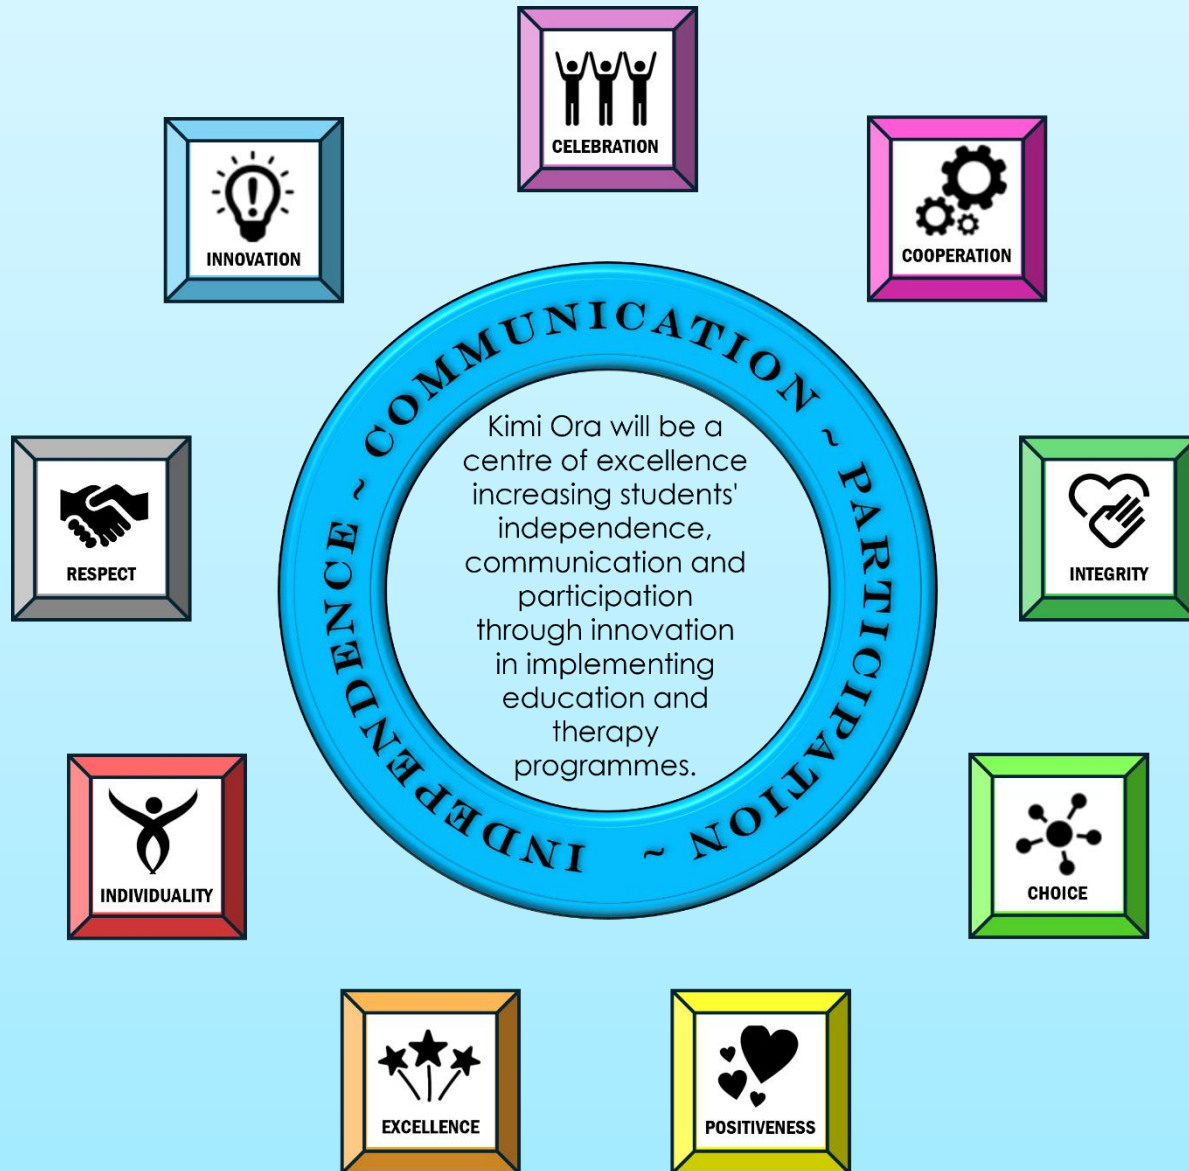 CELEBRATION
INNOVATION
COOPERATION
INDEPENDENCE ~ COMMUNICATION ~ PARTICIPATION ~
Kimi Ora will be a
centre of excellence
increasing students'
independence,
communication and
participation
through innovation
in implementing
education and
therapy
programmes.
RESPECT
INTEGRITY
INDIVIDUALITY
CHOICE
EXCELLENCE
POSITIVENESS